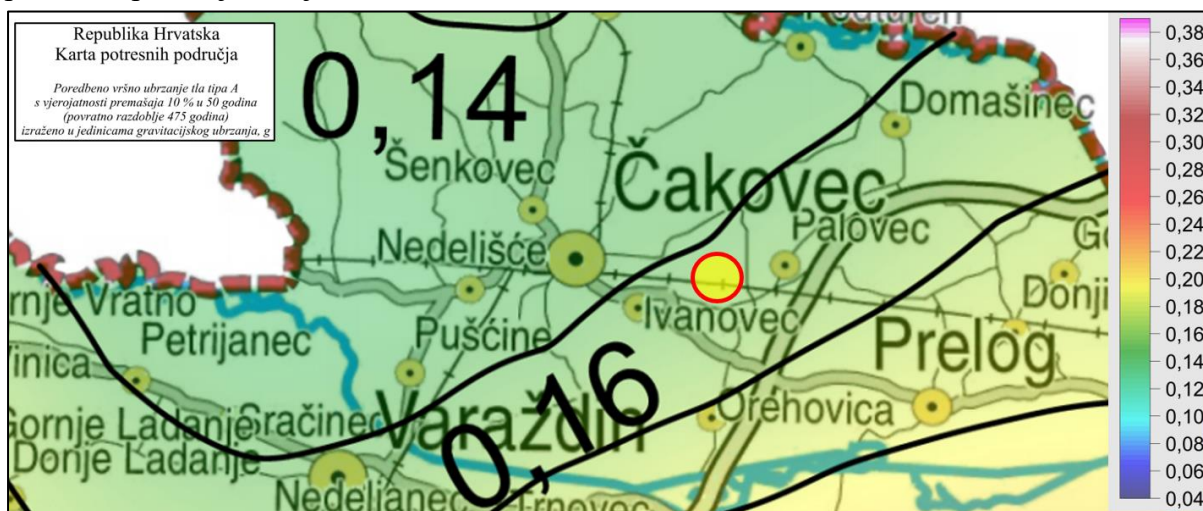 Republika Hrvatska
Karta potresnih područja
Poredbeno vršno ubrzanje tla tipa A
s vjerojatnosti premašaja 10 % u 50 godina
(povratno razdoblje 475 godina)
izraženo u jedinicama gravitacijskog ubrzanja, g
0,14
Domašinec
Šenkovec
Čakovec
Palovec
Nedelišće
rnje Vratno
Petrijanec
Pušćine
Ivanovec
Donji
Prelog
Vinica
0,16
Orehovica
Gornje Ladanje
Sračinec
Varaždin
Donje Ladanje
Nedeljanec
Trnovec
0,38
0,36
0,34
0,32
0,30
0,28
0,26
0,24
0,22
0,20
0,18
0,16
0,14
0,12
0,10
0,08
0,06
0,04